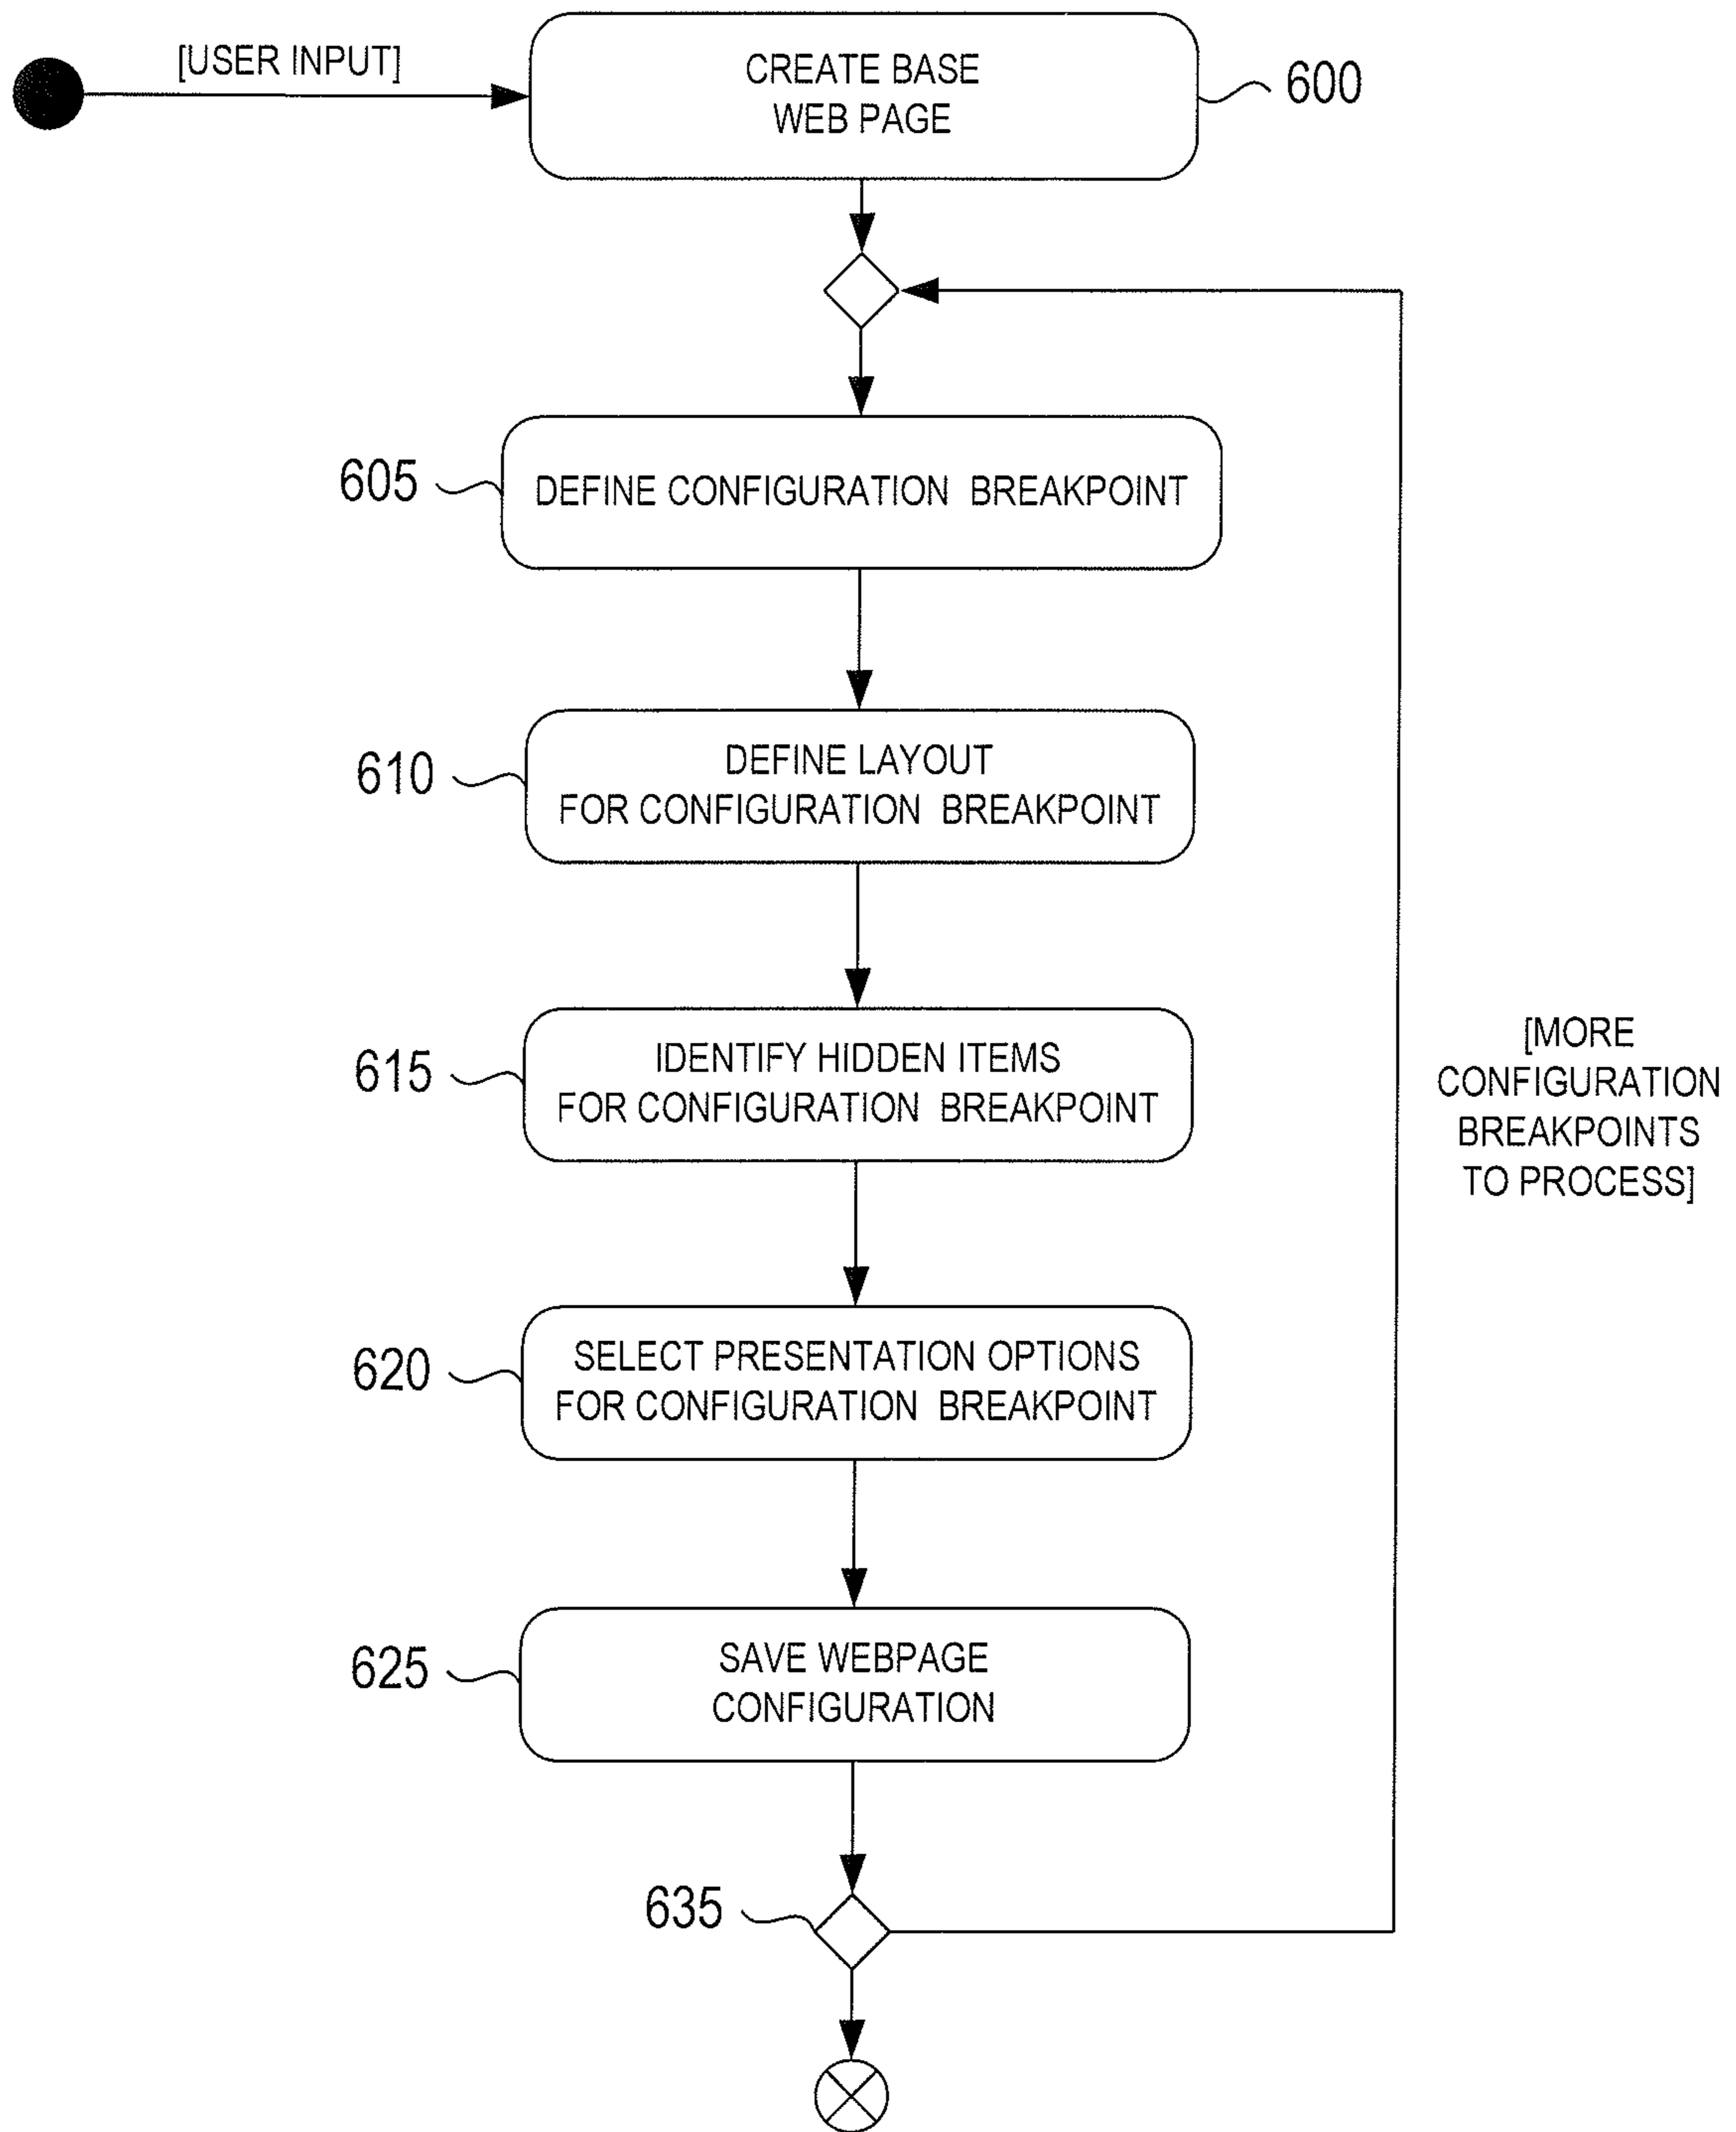 [USER INPUT]
CREATE BASE
WEB PAGE
600
605
DEFINE CONFIGURATION BREAKPOINT
610
DEFINE LAYOUT
FOR CONFIGURATION BREAKPOINT
615
IDENTIFY HIDDEN ITEMS
FOR CONFIGURATION BREAKPOINT
[MORE
CONFIGURATION
BREAKPOINTS
TO PROCESS]
620
SELECT PRESENTATION OPTIONS
FOR CONFIGURATION BREAKPOINT
625
SAVE WEBPAGE
CONFIGURATION
635